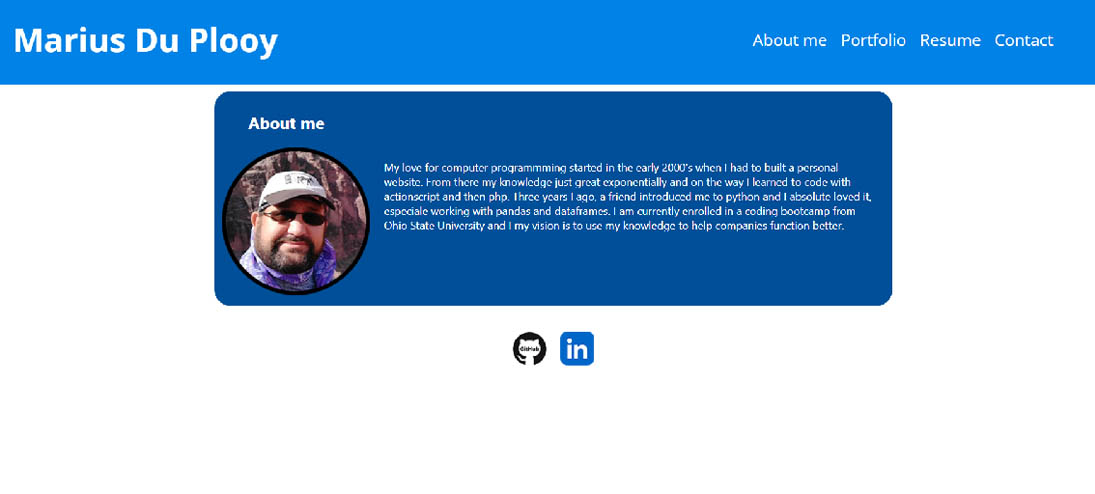 Marius Du Plooy
About me Portfolio Resume Contact
About me
My love for computer programmming started in the early 2000's when I had to built a personal
website. From there my knowledge just great exponentially and on the way I learned to code with
actionscript and then php. Three years I ago, a friend introduced me to python and I absolute loved it,
especiale working with pandas and dataframes. I am currently enrolled in a coding bootcamp from
Ohio State University and I my vision is to use my knowledge to help companies function better.
GitHub
in